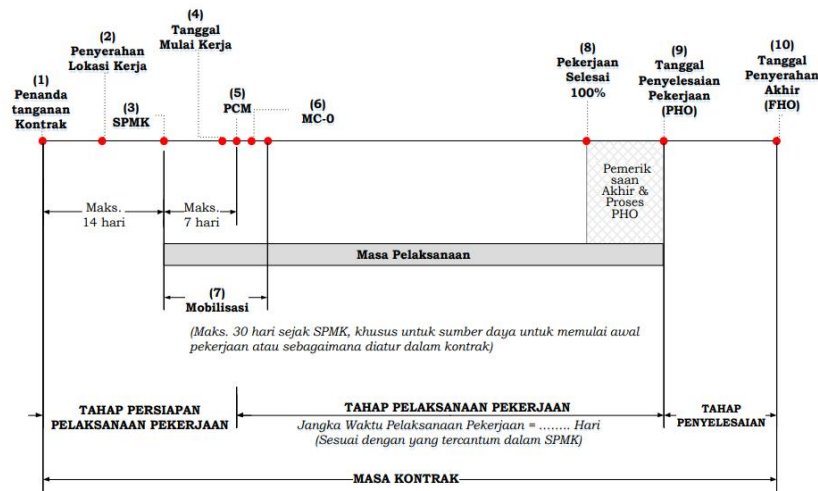 (1)
Penanda
tanganan
Kontrak
(2)
Penyerahan
Lokasi Kerja
(3)
SPMK
(4)
Tanggal
Mulai Kerja
(5)
PCM
(6)
MC-0
(8)
Pekerjaan
Selesai
100%
(9)
Tanggal
Penyelesaian
Pekerjaan
(PHO)
(10)
Tanggal
Penyerahan
Akhir
(FHO)
Maks.
14 hari
Maks.
7 hari
Pemerik
saan
Akhir &
Proses
PHO
Masa Pelaksanaan
(7)
Mobilisasi
(Maks. 30 hari sejak SPMK, khusus untuk sumber daya untuk memulai awal
pekerjaan atau sebagaimana diatur dalam kontrak)
TAHAP PERSIAPAN
PELAKSANAAN PEKERJAAN
TAHAP PELAKSANAAN PEKERJAAN
Jangka Waktu Pelaksanaan Pekerjaan = ........ Hari
(Sesuai dengan yang tercantum dalam SPMK)
TAHAP
PENYELESAIAN
MASA KONTRAK